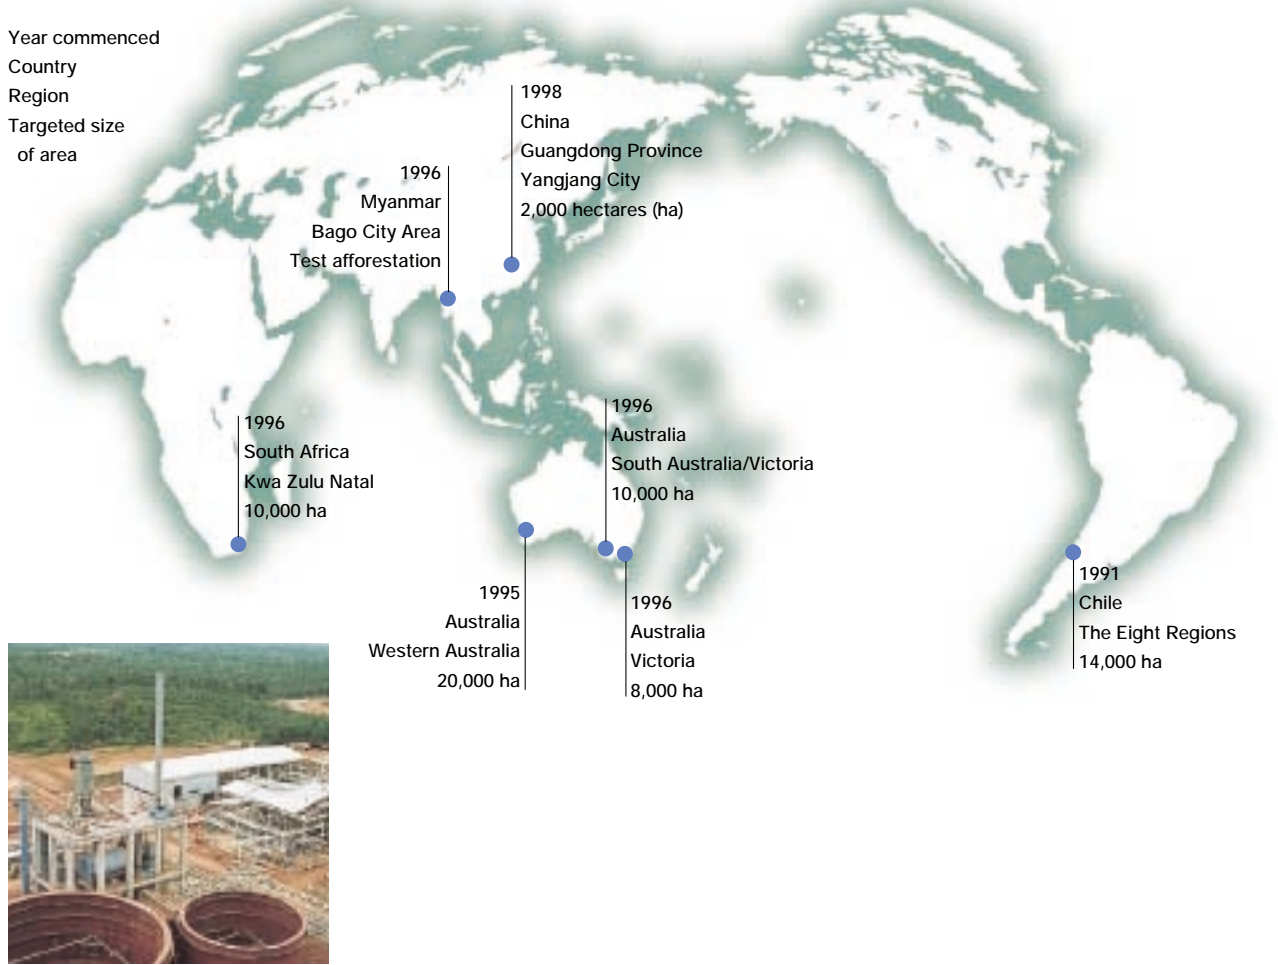 Year commenced
Country
Region
Targeted size
of area
1998
China
Guangdong Province
Yangjang City
2,000 hectares (ha)
1996
Myanmar
Bago City Area
Test afforestation
1996
South Africa
Kwa Zulu Natal
10,000 ha
1996
Australia
South Australia/Victoria
10,000 ha
1995
Australia
Western Australia
20,000 ha
1996
Australia
Victoria
8,000 ha
1991
Chile
The Eight Regions
14,000 ha